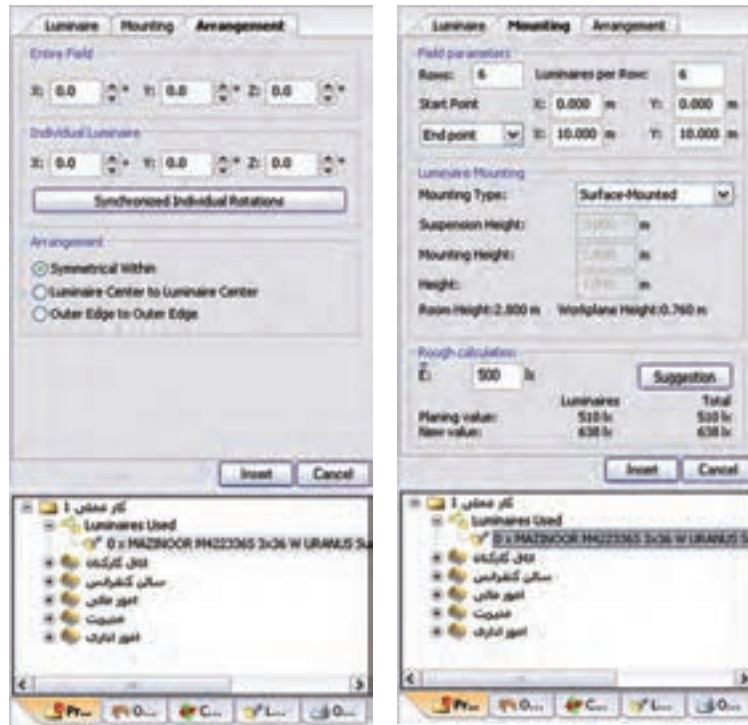 Luminaire Mounting Arrangement
Entire Field
X: 0.0 ° Y: 0.0 ° Z: 0.0 °
Individual Luminaire
X: 0.0 ° Y: 0.0 ° Z: 0.0 °
Synchronized Individual Rotations
Arrangement
Symmetrical Within
Luminaire Center to Luminaire Center
Outer Edge to Outer Edge
Insert Cancel
کار عملی 1
Luminaires Used
0 x MAZINOOR M422336S 3x36 W URANUS Su
اتاق کارکنان
سالن کنفرانس
امور مالی
مدیریت
امور اداری
Pr... O... C... L... O...
Luminaire Mounting Arrangement
Field parameters
Rows: 6 Luminaires per Row: 6
Start Point X: 0.000 m Y: 0.000 m
End point X: 10.000 m Y: 10.000 m
Luminaire Mounting
Mounting Type: Surface-Mounted
Suspension Height: m
Mounting Height: m
Height: m
Room Height: 2.800 m Workplane Height: 0.760 m
Rough calculation
E: 500 lx Suggestion
Luminaires Total
Planing value: 510 lx 510 lx
New value: 638 lx 638 lx
Insert Cancel
کار عملی 1
Luminaires Used
0 x MAZINOOR M422336S 3x36 W URANUS S
اتاق کارکنان
سالن کنفرانس
امور مالی
مدیریت
امور اداری
Pr... O... C... L... O...